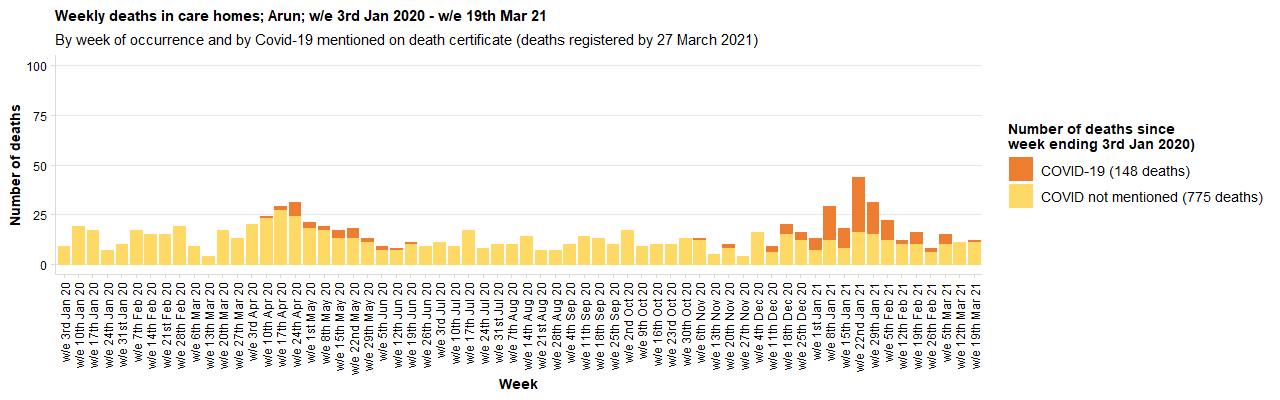 Weekly deaths in care homes; Arun; w/e 3rd Jan 2020 - w/e 19th Mar 21
By week of occurrence and by Covid-19 mentioned on death certificate (deaths registered by 27 March 2021)
Number of deaths
100
75
50
25
0
w/e 3rd Jan 20
w/e 10th Jan 20
w/e 17th Jan 20
w/e 24th Jan 20
w/e 31st Jan 20
w/e 7th Feb 20
w/e 14th Feb 20
w/e 21st Feb 20
w/e 28th Feb 20
w/e 6th Mar 20
w/e 13th Mar 20
w/e 20th Mar 20
w/e 27th Mar 20
w/e 3rd Apr 20
w/e 10th Apr 20
w/e 17th Apr 20
w/e 24th Apr 20
w/e 1st May 20
w/e 8th May 20
w/e 15th May 20
w/e 22nd May 20
w/e 29th May 20
w/e 5th Jun 20
w/e 12th Jun 20
w/e 19th Jun 20
w/e 26th Jun 20
w/e 3rd Jul 20
w/e 10th Jul 20
w/e 17th Jul 20
w/e 24th Jul 20
w/e 31st Jul 20
w/e 7th Aug 20
w/e 14th Aug 20
w/e 21st Aug 20
w/e 28th Aug 20
w/e 4th Sep 20
w/e 11th Sep 20
w/e 18th Sep 20
w/e 25th Sep 20
w/e 2nd Oct 20
w/e 9th Oct 20
w/e 16th Oct 20
w/e 23rd Oct 20
w/e 30th Oct 20
w/e 6th Nov 20
w/e 13th Nov 20
w/e 20th Nov 20
w/e 27th Nov 20
w/e 4th Dec 20
w/e 11th Dec 20
w/e 18th Dec 20
w/e 25th Dec 20
w/e 1st Jan 21
w/e 8th Jan 21
w/e 15th Jan 21
w/e 22nd Jan 21
w/e 29th Jan 21
w/e 5th Feb 21
w/e 12th Feb 21
w/e 19th Feb 21
w/e 26th Feb 21
w/e 5th Mar 21
w/e 12th Mar 21
w/e 19th Mar 21
Week
Number of deaths since
week ending 3rd Jan 2020)
COVID-19 (148 deaths)
COVID not mentioned (775 deaths)